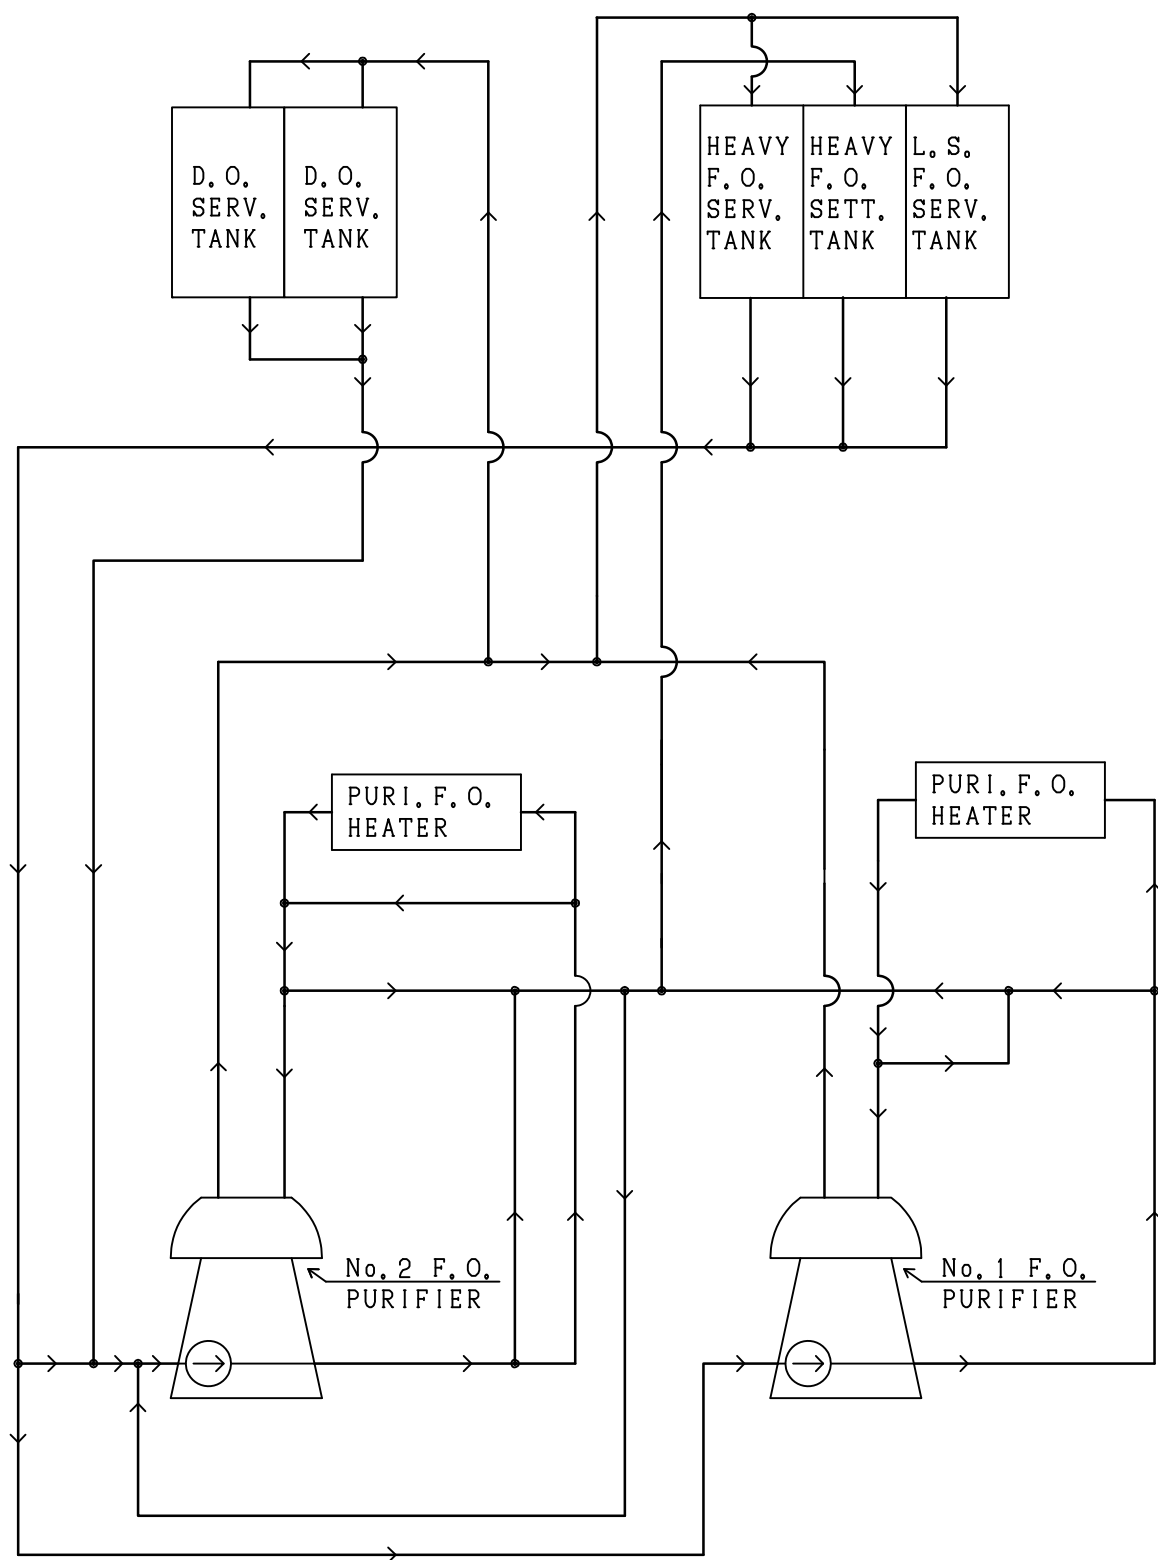 D.O.
SERV.
TANK
D.O.
SERV.
TANK
HEAVY
F.O.
SERV.
TANK
HEAVY
F.O.
SETT.
TANK
L.S.
F.O.
SERV.
TANK
PURI.F.O.
HEATER
PURI.F.O.
HEATER
No.2 F.O.
PURIFIER
No.1 F.O.
PURIFIER